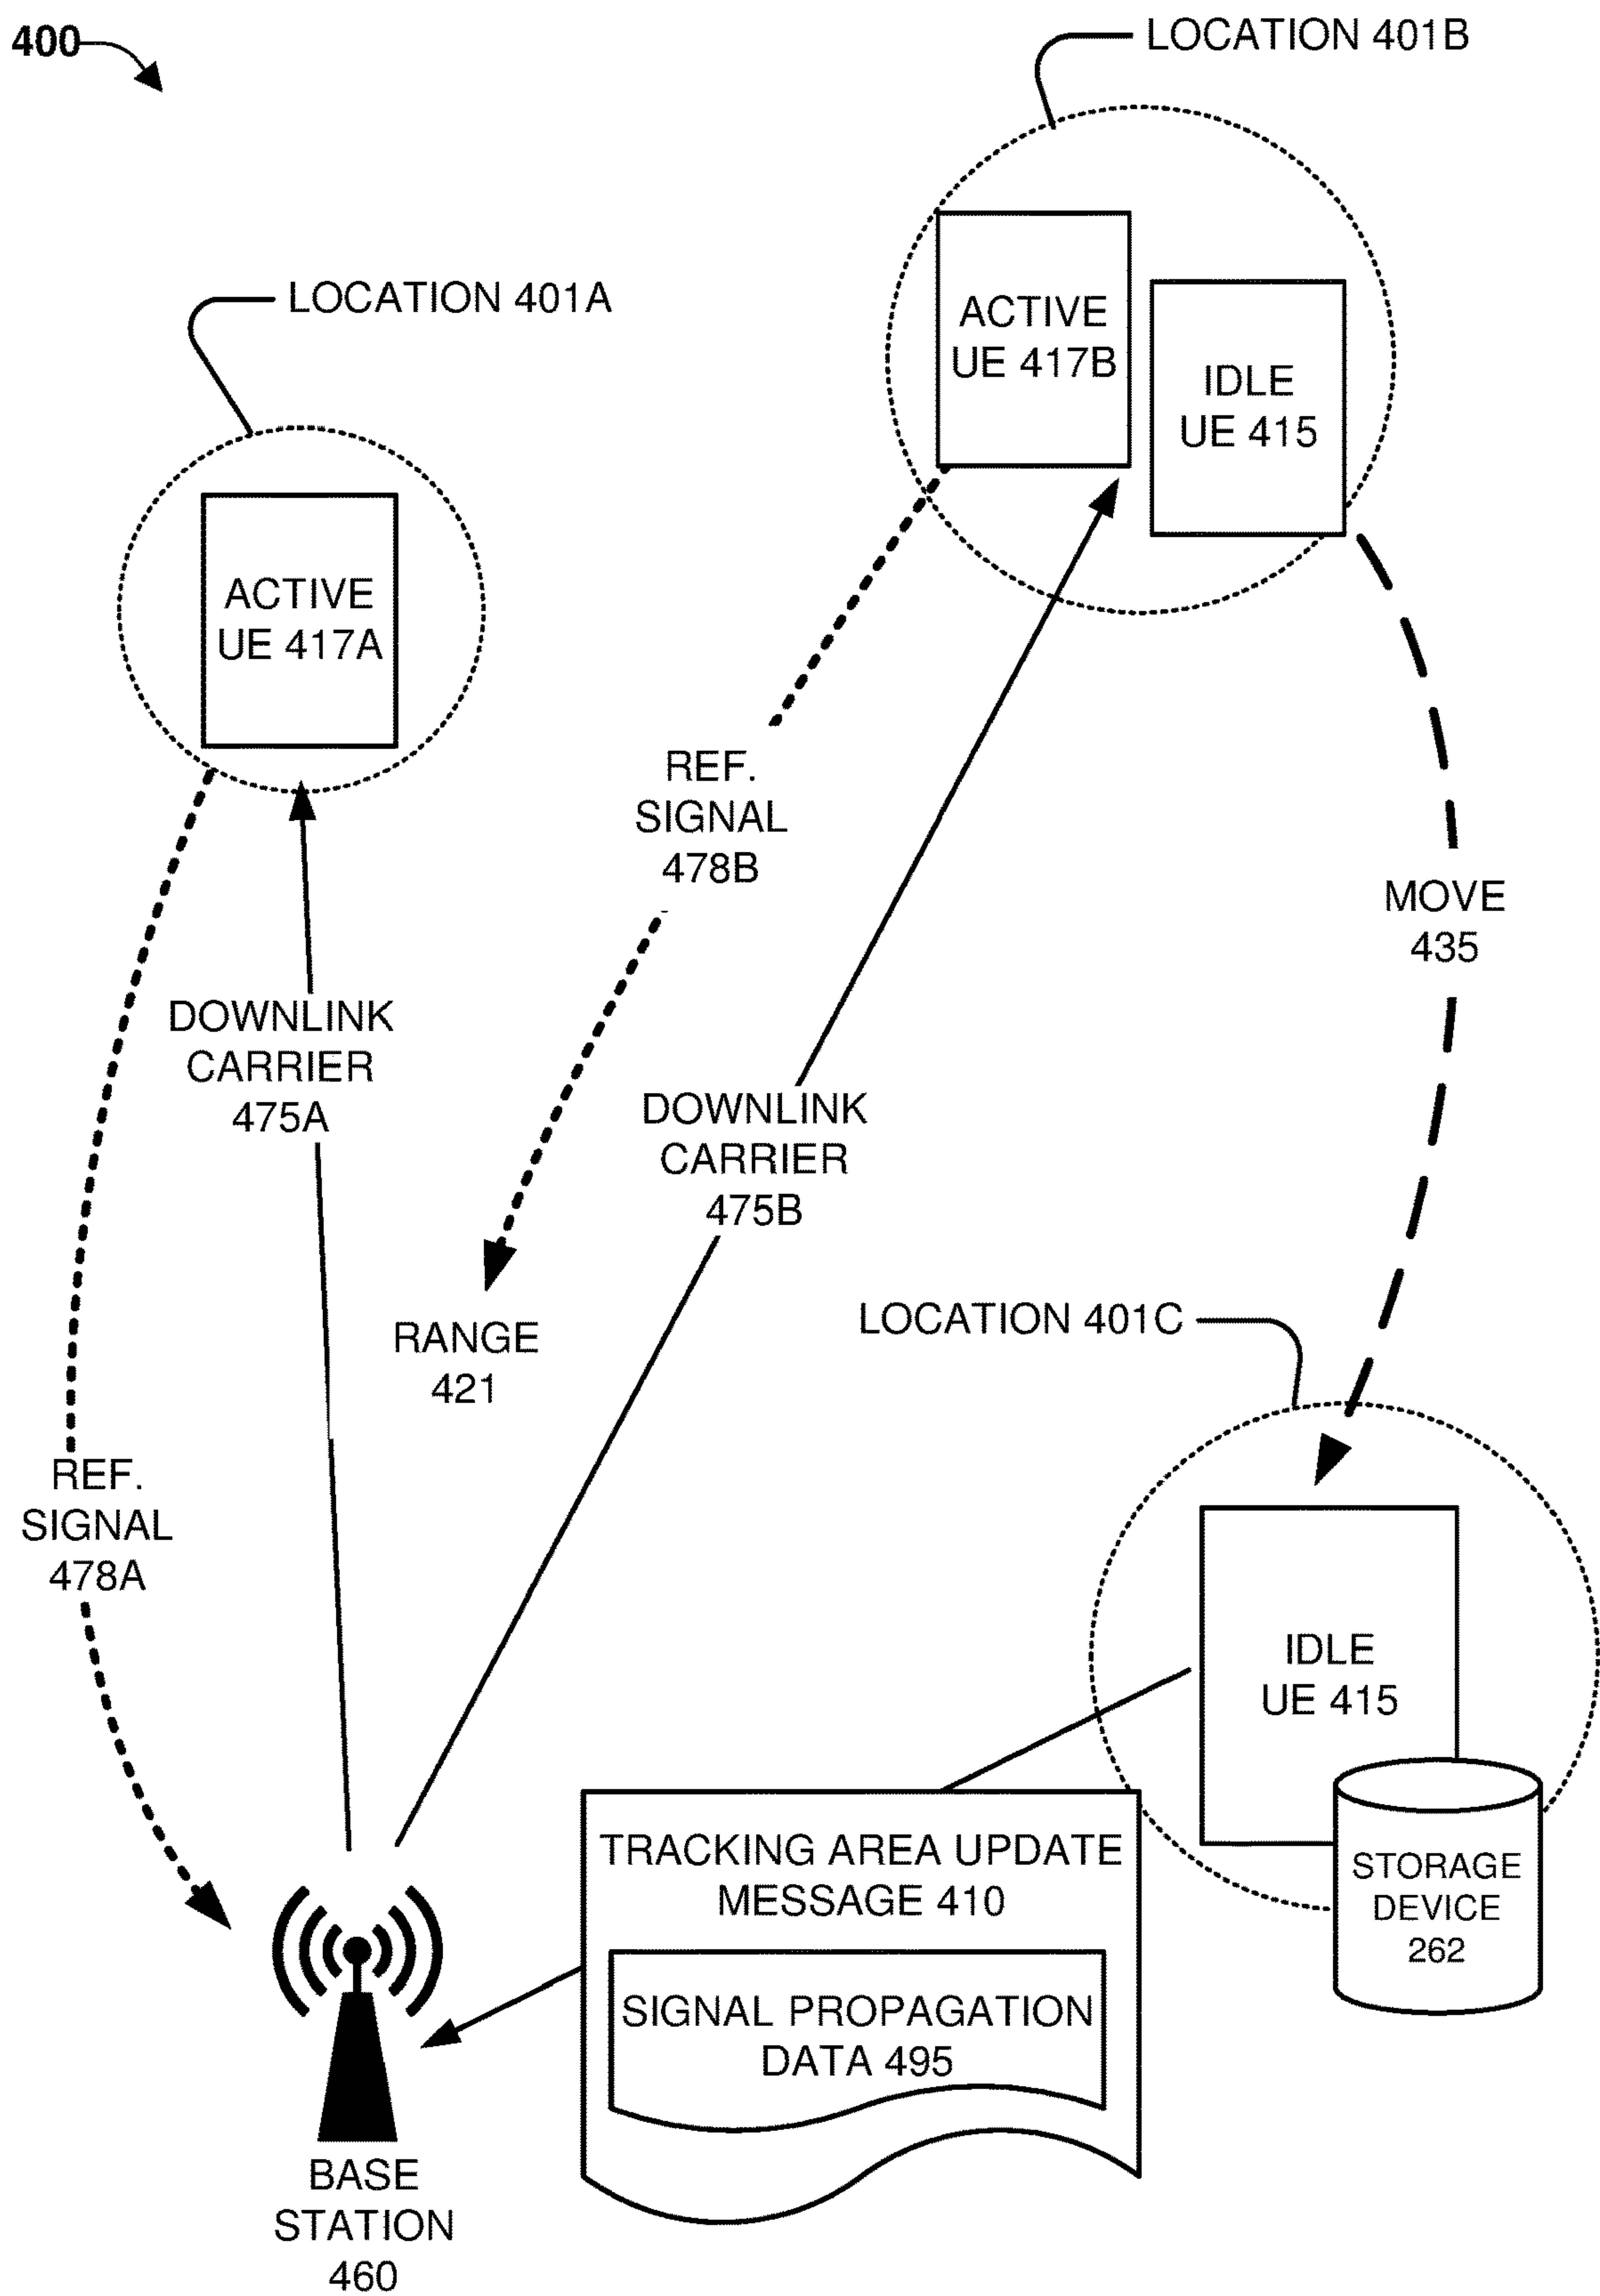 400
LOCATION 401B
LOCATION 401A
ACTIVE
UE 417B
IDLE
UE 415
ACTIVE
UE 417A
REF.
SIGNAL
478B
MOVE
435
DOWNLINK
CARRIER
475A
DOWNLINK
CARRIER
475B
LOCATION 401C
RANGE
421
REF.
SIGNAL
478A
IDLE
UE 415
TRACKING AREA UPDATE
MESSAGE 410
STORAGE
DEVICE
262
SIGNAL PROPAGATION
DATA 495
BASE
STATION
460